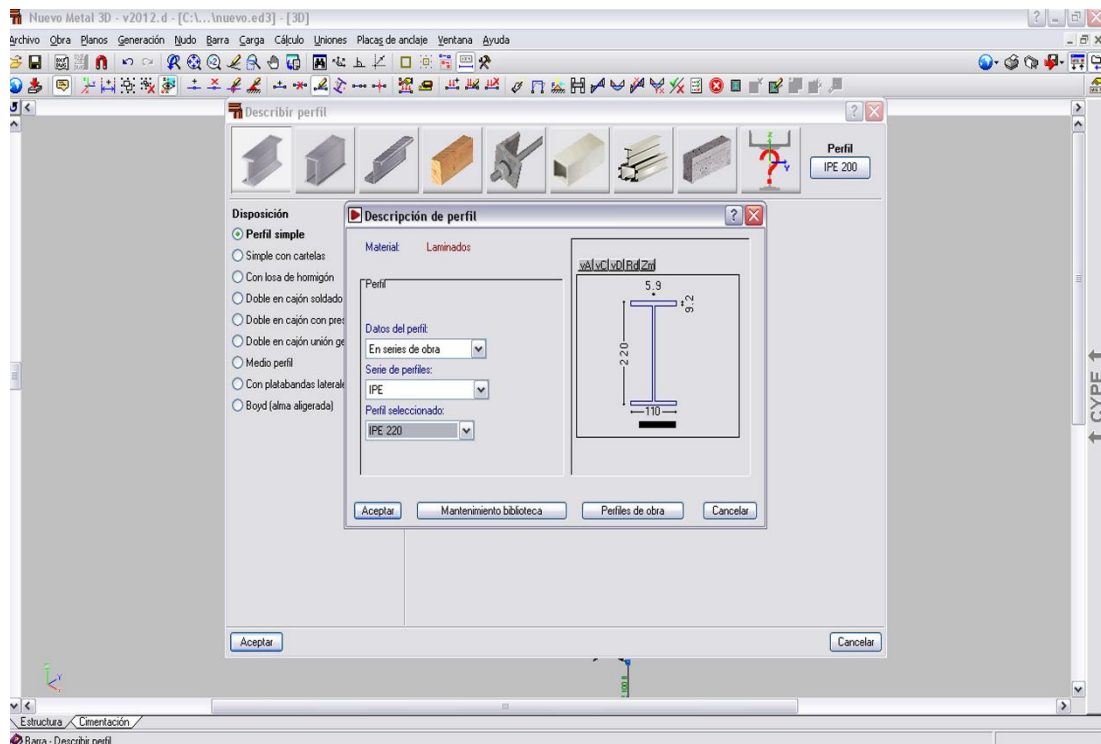 Nuevo Metal 3D - v2012.d - [C:\...\nuevo.ed3] - [3D]
Archivo Obra Planos Generación Nudo Barra Carga Cálculo Uniones Placas de anclaje Ventana Ayuda
Describir perfil
Perfil
IPE 200
Disposición
Perfil simple
Simple con cartelas
Con losa de hormigón
Doble en cajón soldado
Doble en cajón con pres
Doble en cajón unión ge
Medio perfil
Con platabandas laterale
Boyd (alma aligerada)
Descripción de perfil
Material: Laminados
Perfil
Datos del perfil:
En series de obra
Serie de perfiles:
IPE
Perfil seleccionado:
IPE 220
vA vC vD Rd Zm
5.9
9.2
220
110
Aceptar Mantenimiento biblioteca Perfiles de obra Cancelar
Aceptar Cancelar
CYPE
Estructura Cimentación
Barra - Describir perfil